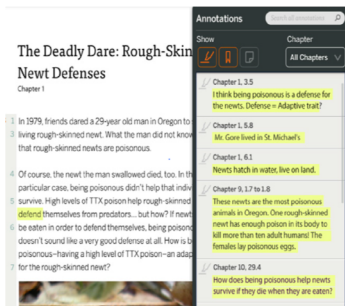 The Deadly Dare: Rough-Skin
Newt Defenses
Chapter 1
1 In 1979, friends dared a 29-year old man in Oregon to
3 living rough-skinned newt. What the man did not know
that rough-skinned newts are poisonous.
4 Of course, the newt the man swallowed died, too. In th
particular case, being poisonous didn't help that indiv
5 survive. High levels of TTX poison help rough-skinned
defend themselves from predators... but how? If newt
6 be eaten in order to defend themselves, being poisono
doesn't sound like a very good defense at all. How is b
poisonous–having a high level of TTX poison–an adap
7 for the rough-skinned newt?
Annotations
Show
Chapter
All Chapters
Chapter 1, 3.5
I think being poisonous is a defense for
the newts. Defense = Adaptive trait?
Chapter 1, 5.8
Mr. Gore lived in St. Michael's
Chapter 1, 6.1
Newts hatch in water, live on land.
Chapter 9, 1.7 to 1.8
These newts are the most poisonous
animals in Oregon. One rough-skinned
newt has enough poison in its body to
kill more than ten adult humans! The
females lay poisonous eggs.
Chapter 10, 29.4
How does being poisonous help newts
survive if they die when they are eaten?